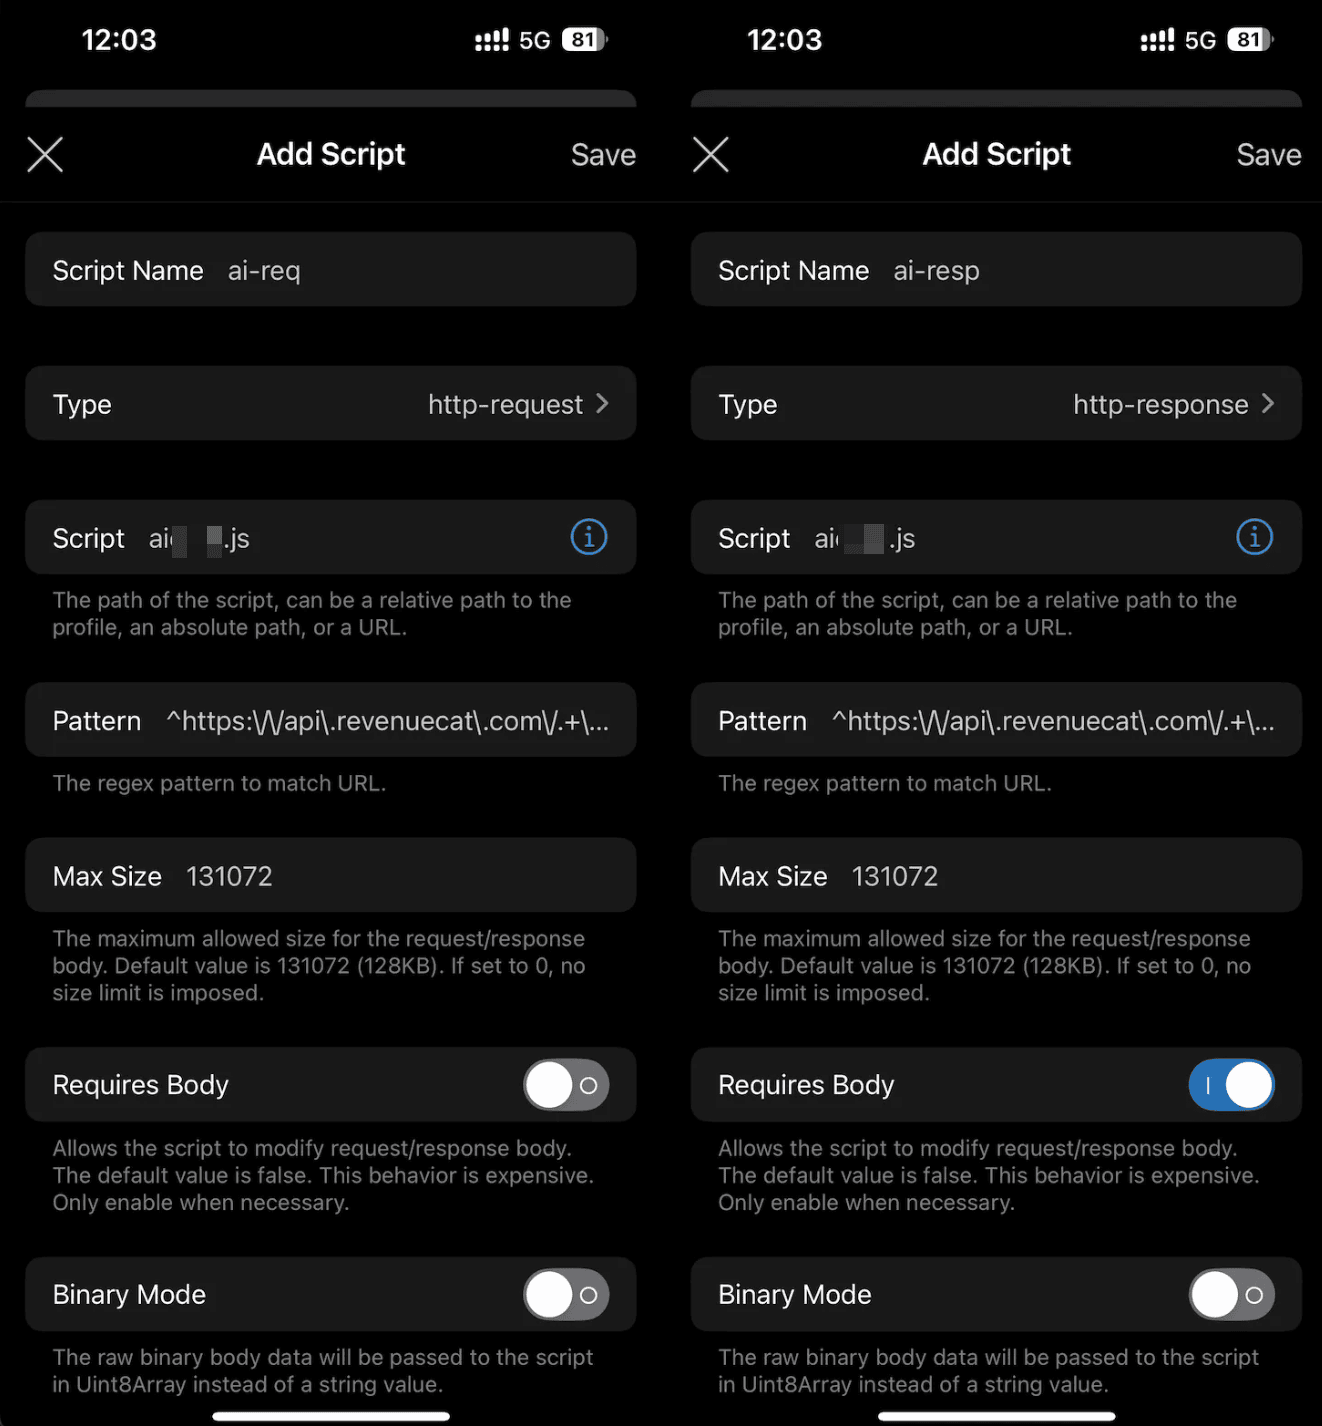 12:03 5G 81
Add Script Save
Script Name ai-req
Type http-request
Script .js
The path of the script, can be a relative path to the
profile, an absolute path, or a URL.
Pattern ^https:\/\/api\.revenuecat\.com\/.+\...
The regex pattern to match URL.
Max Size 131072
The maximum allowed size for the request/response
body. Default value is 131072 (128KB). If set to 0, no
size limit is imposed.
Requires Body
Allows the script to modify request/response body.
The default value is false. This behavior is expensive.
Only enable when necessary.
Binary Mode
The raw binary body data will be passed to the script
in Uint8Array instead of a string value.
12:03 5G 81
Add Script Save
Script Name ai-resp
Type http-response
Script .js
The path of the script, can be a relative path to the
profile, an absolute path, or a URL.
Pattern ^https:\/\/api\.revenuecat\.com\/.+\...
The regex pattern to match URL.
Max Size 131072
The maximum allowed size for the request/response
body. Default value is 131072 (128KB). If set to 0, no
size limit is imposed.
Requires Body
Allows the script to modify request/response body.
The default value is false. This behavior is expensive.
Only enable when necessary.
Binary Mode
The raw binary body data will be passed to the script
in Uint8Array instead of a string value.